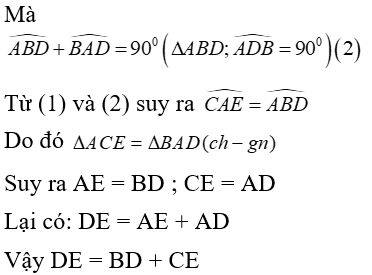 Mà
$\widehat{ABD} + \widehat{BAD} = 90^0 \left(\Delta ABD; \widehat{ADB} = 90^0\right)(2)$
Từ (1) và (2) suy ra $\widehat{CAE} = \widehat{ABD}$
Do đó $\Delta ACE = \Delta BAD(ch - gn)$
Suy ra AE = BD ; CE = AD
Lại có: DE = AE + AD
Vậy DE = BD + CE